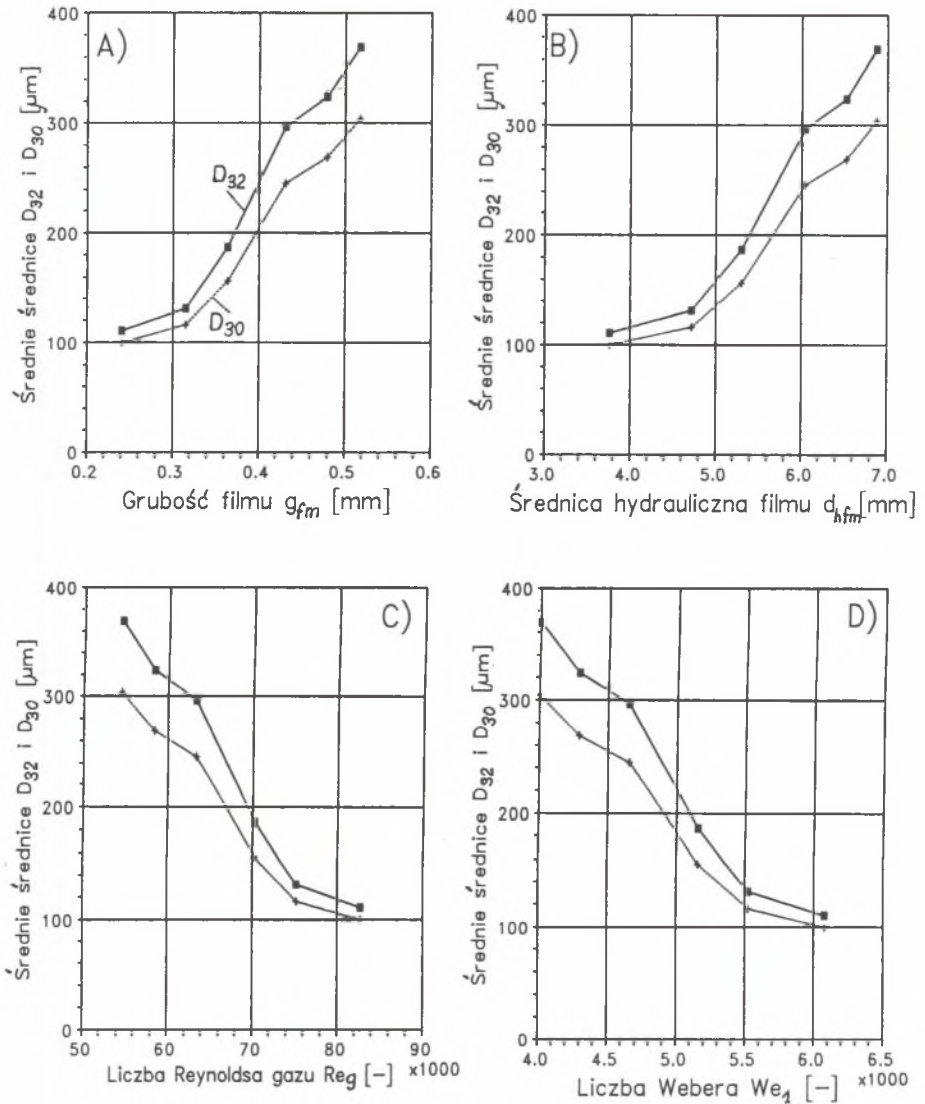 A)
Średnie średnice D32 i D30 [μm]
400
300
200
100
0
D32
D30
0.2 0.3 0.4 0.5 0.6
Grubość filmu gfm [mm]
B)
Średnie średnice D32 i D30 [μm]
400
300
200
100
0
3.0 4.0 5.0 6.0 7.0
Średnica hydrauliczna filmu dhfm[mm]
C)
Średnie średnice D32 i D30 [μm]
400
300
200
100
0
50 60 70 80 90
Liczba Reynoldsa gazu Reg [–] x1000
D)
Średnie średnice D32 i D30 [μm]
400
300
200
100
0
4.0 4.5 5.0 5.5 6.0 6.5
Liczba Webera We1 [–] x1000